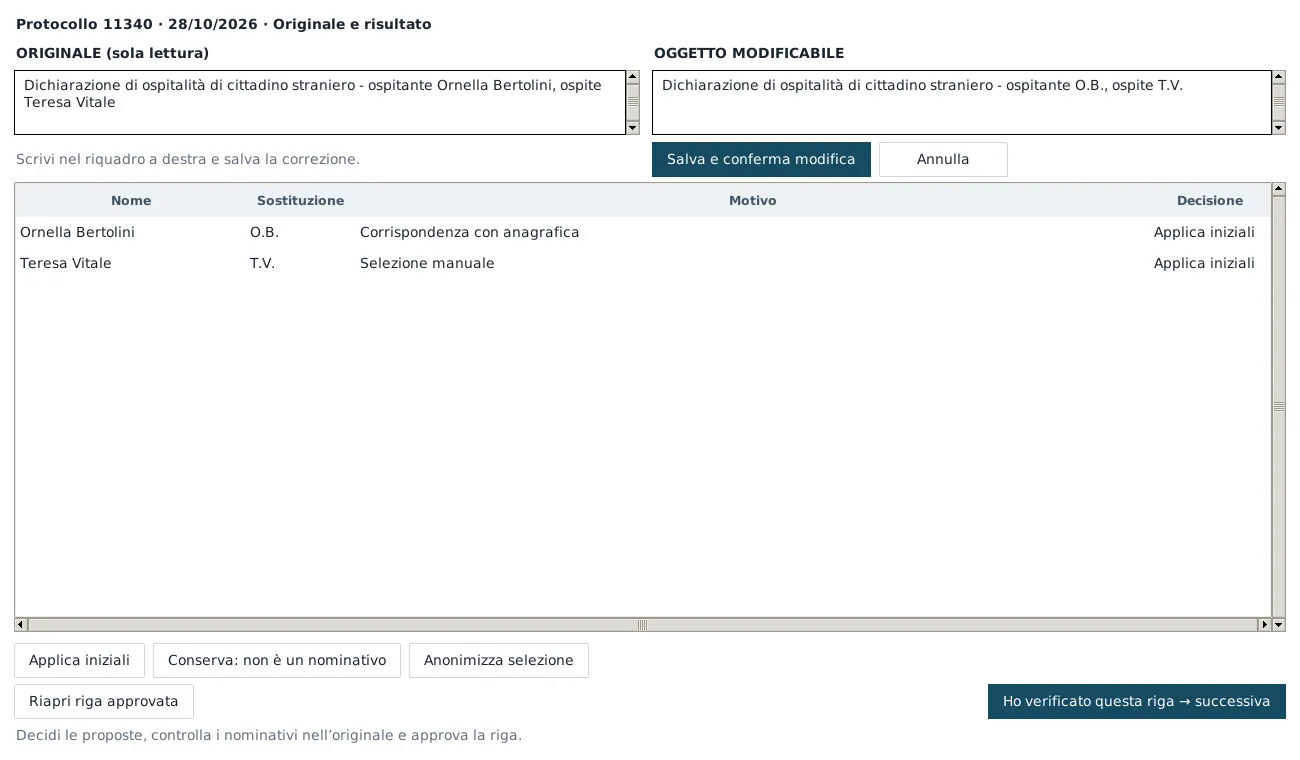 Protocollo 11340 · 28/10/2026 · Originale e risultato
ORIGINALE (sola lettura)
OGGETTO MODIFICABILE
Dichiarazione di ospitalità di cittadino straniero - ospitante Ornella Bertolini, ospite
Teresa Vitale
Dichiarazione di ospitalità di cittadino straniero - ospitante O.B., ospite T.V.
Scrivi nel riquadro a destra e salva la correzione.
Salva e conferma modifica
Annulla
Nome Sostituzione Motivo Decisione
Ornella Bertolini O.B. Corrispondenza con anagrafica Applica iniziali
Teresa Vitale T.V. Selezione manuale Applica iniziali
Applica iniziali
Conserva: non è un nominativo
Anonimizza selezione
Riapri riga approvata
Ho verificato questa riga → successiva
Decidi le proposte, controlla i nominativi nell’originale e approva la riga.